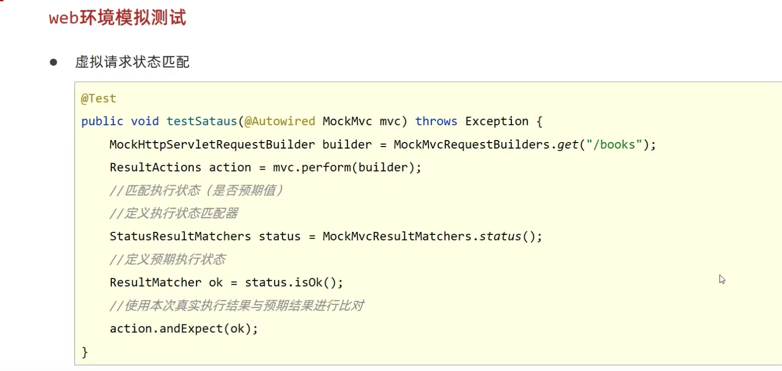 web环境模拟测试
● 虚拟请求状态匹配
@Test
public void testSataus(@Autowired MockMvc mvc) throws Exception {
    MockHttpServletRequestBuilder builder = MockMvcRequestBuilders.get("/books");
    ResultActions action = mvc.perform(builder);
    //匹配执行状态（是否预期值）
    //定义执行状态匹配器
    StatusResultMatchers status = MockMvcResultMatchers.status();
    //定义预期执行状态
    ResultMatcher ok = status.isOk();
    //使用本次真实执行结果与预期结果进行比对
    action.andExpect(ok);
}